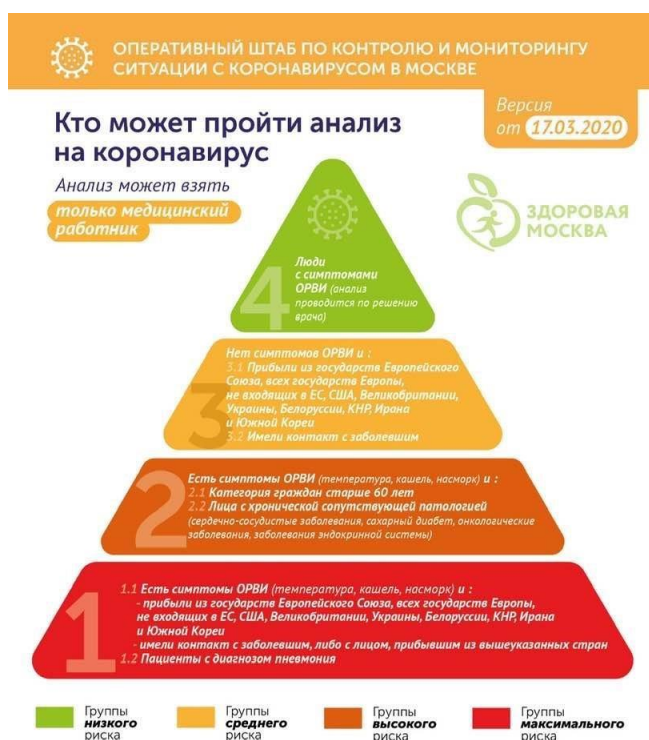 ОПЕРАТИВНЫЙ ШТАБ ПО КОНТРОЛЮ И МОНИТОРИНГУ
СИТУАЦИИ С КОРОНАВИРУСОМ В МОСКВЕ
Версия
от 17.03.2020
Кто может пройти анализ
на коронавирус
Анализ может взять
только медицинский
работник
ЗДОРОВАЯ
МОСКВА
4
Люди
с симптомами
ОРВИ (анализ
проводится по решению
врача)
3
Нет симптомов ОРВИ и :
3.1 Прибыли из государств Европейского
Союза, всех государств Европы,
не входящих в ЕС, США, Великобритании,
Украины, Белоруссии, КНР, Ирана
и Южной Кореи
3.2 Имели контакт с заболевшим
2
Есть симптомы ОРВИ (температура, кашель, насморк) и :
2.1 Категория граждан старше 60 лет
2.2 Лица с хронической сопутствующей патологией
(сердечно-сосудистые заболевания, сахарный диабет, онкологические
заболевания, заболевания эндокринной системы)
1
1.1 Есть симптомы ОРВИ (температура, кашель, насморк) и :
- прибыли из государств Европейского Союза, всех государств Европы,
не входящих в ЕС, США, Великобритании, Украины, Белоруссии, КНР, Ирана
и Южной Кореи
- имели контакт с заболевшим, либо с лицом, прибывшим из вышеуказанных стран
1.2 Пациенты с диагнозом пневмония
Группы
низкого
риска
Группы
среднего
риска
Группы
высокого
риска
Группы
максимального
риска